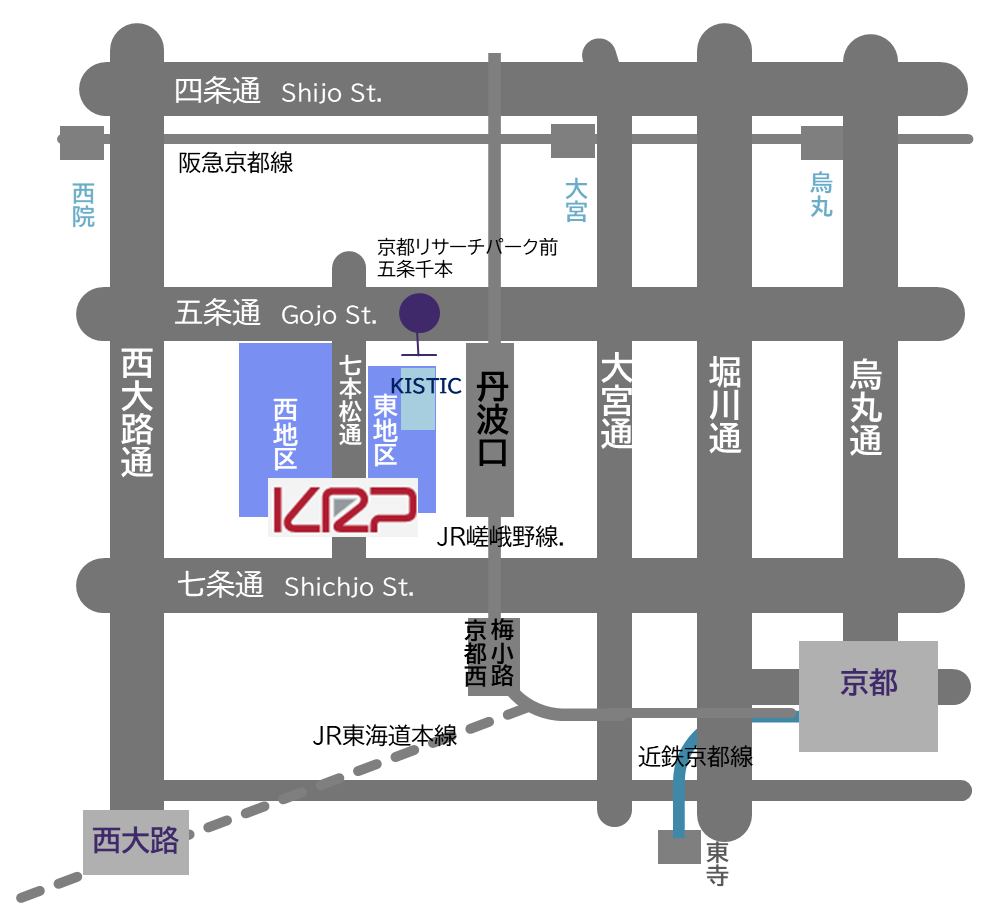 四条通 Shijo St.
阪急京都線
西院
大宮
烏丸
京都リサーチパーク前
五条千本
五条通 Gojo St.
西大路通
七本松通
KISTIC
西地区
東地区
丹波口
大宮通
堀川通
烏丸通
KRP
JR嵯峨野線.
七条通 Shichjo St.
梅小路
京都西
京都
JR東海道本線
近鉄京都線
西大路
東寺